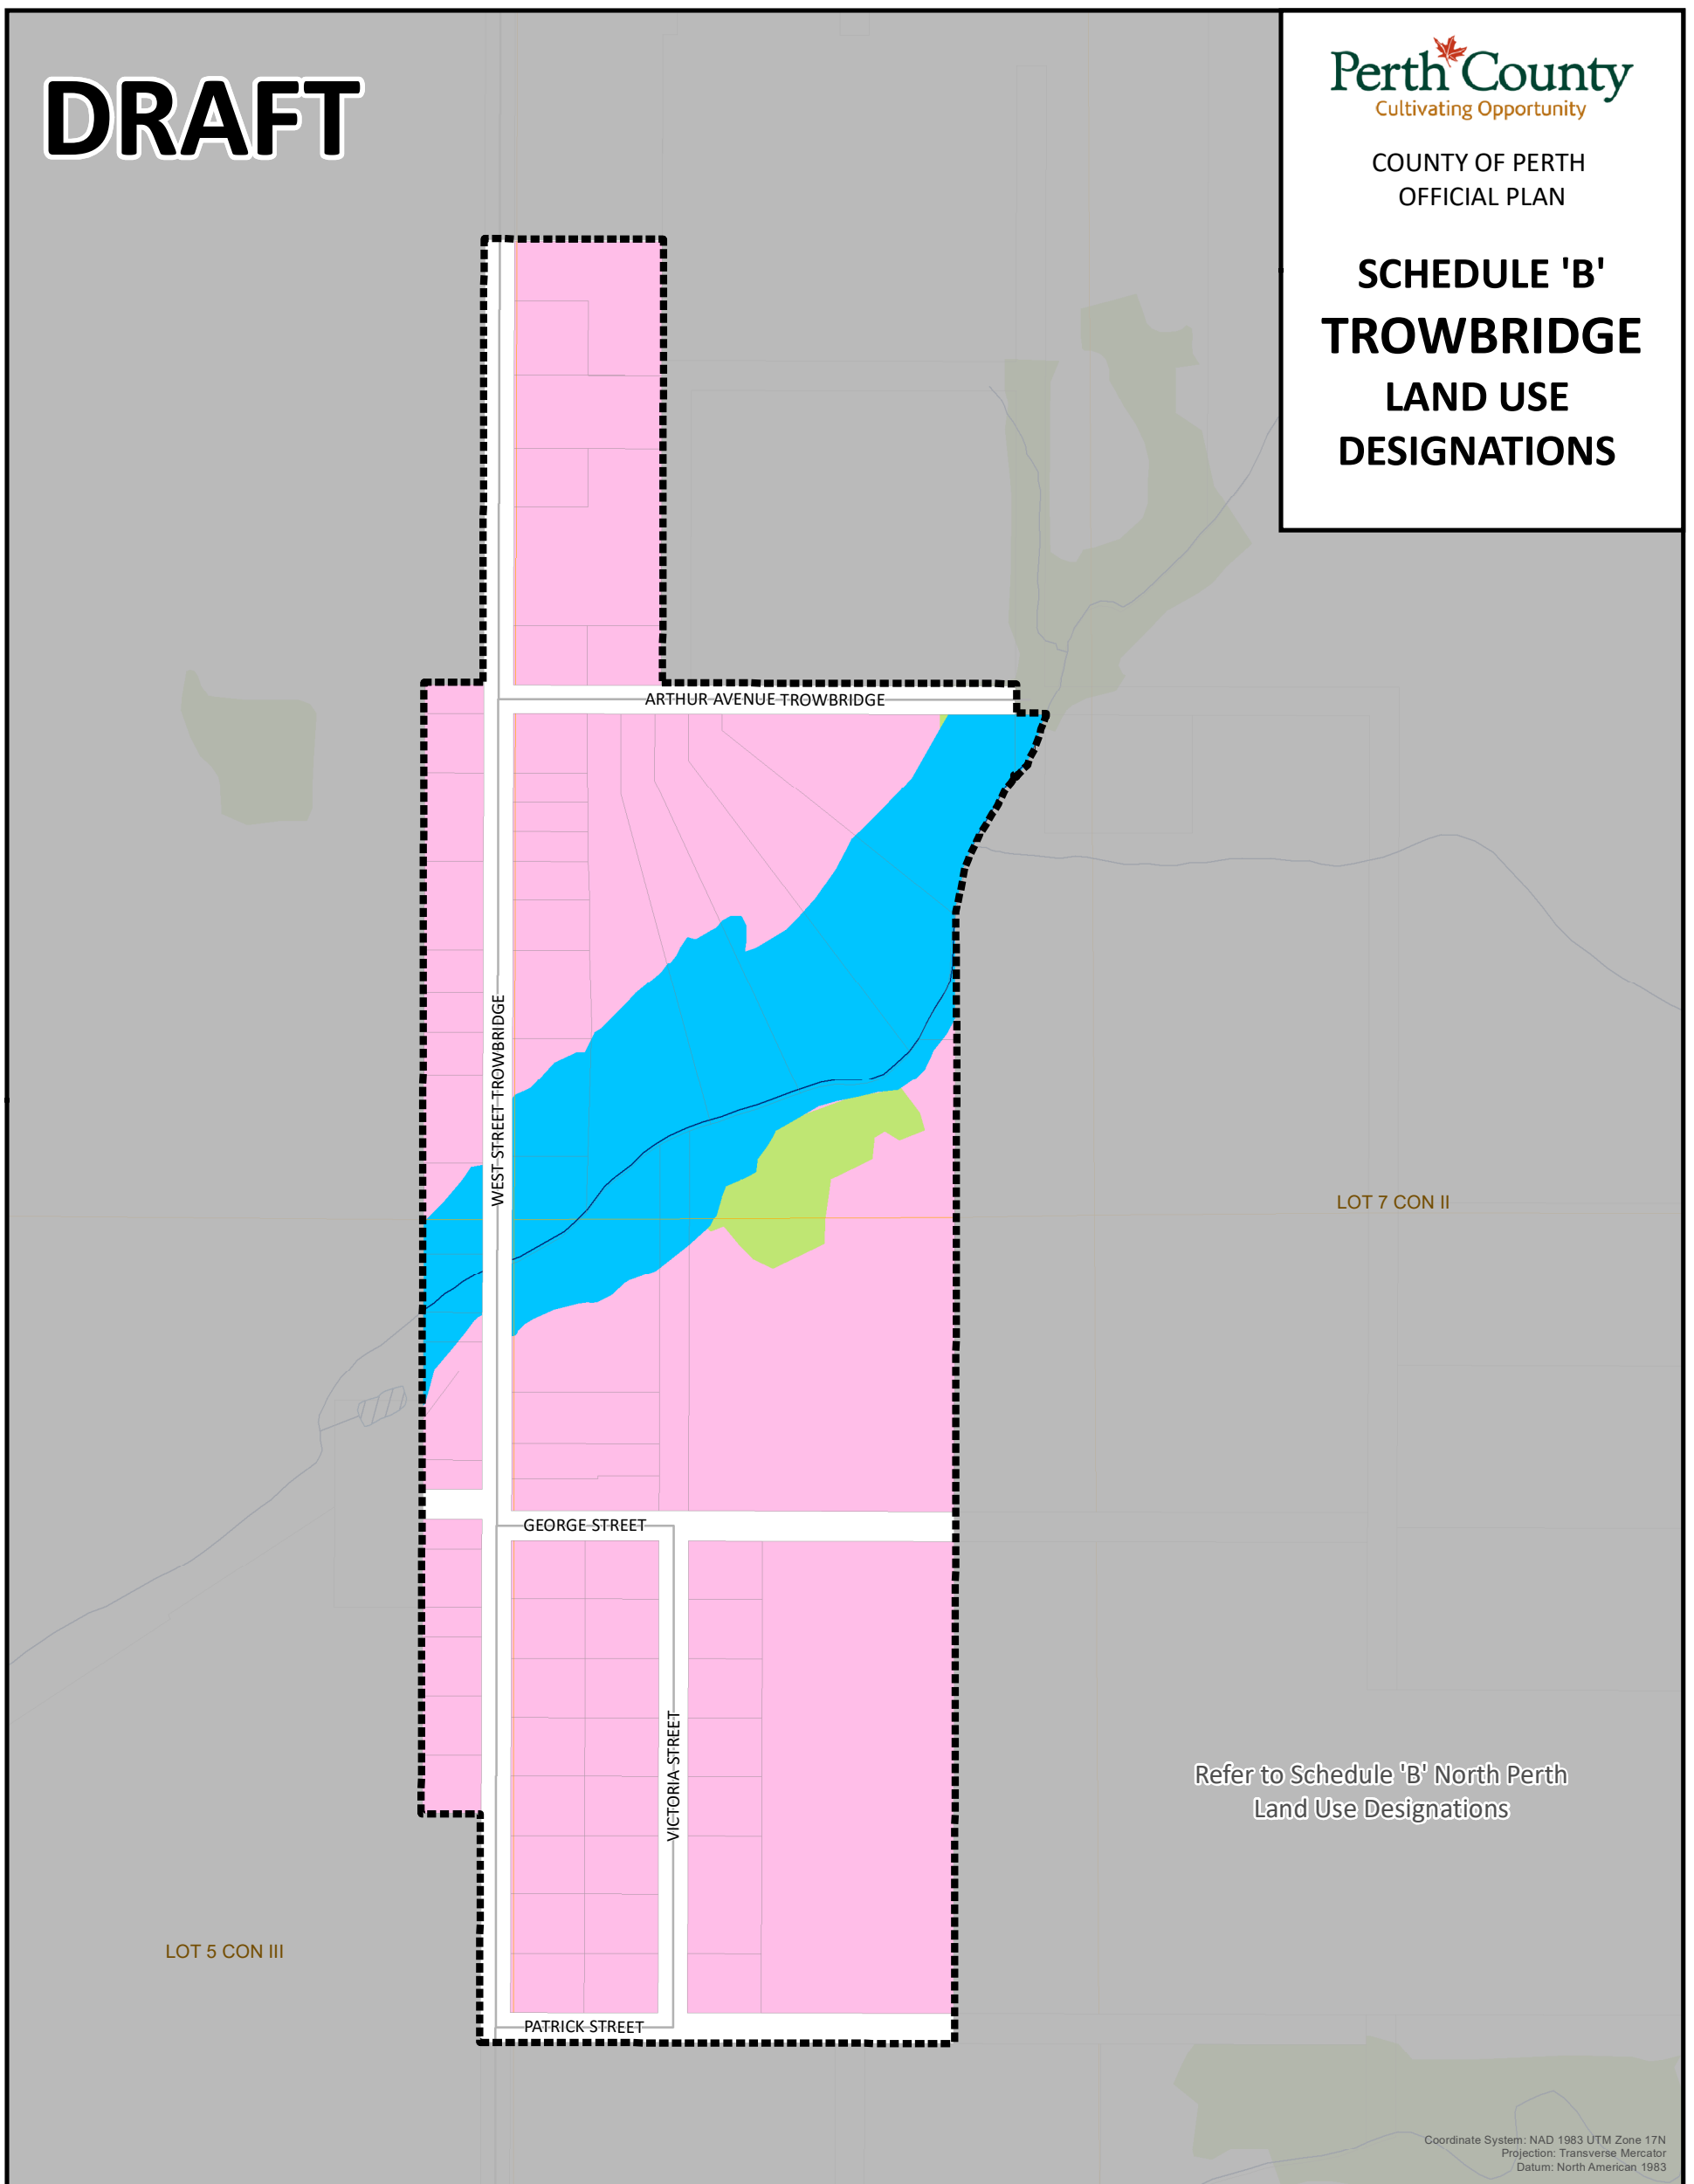 DRAFT
Perth County
Cultivating Opportunity
COUNTY OF PERTH
OFFICIAL PLAN
SCHEDULE 'B'
TROWBRIDGE
LAND USE
DESIGNATIONS
ARTHUR AVENUE TROWBRIDGE
WEST STREET TROWBRIDGE
LOT 7 CON II
GEORGE STREET
VICTORIA STREET
Refer to Schedule 'B' North Perth
Land Use Designations
LOT 5 CON III
PATRICK STREET
Coordinate System: NAD 1983 UTM Zone 17N
Projection: Transverse Mercator
Datum: North American 1983